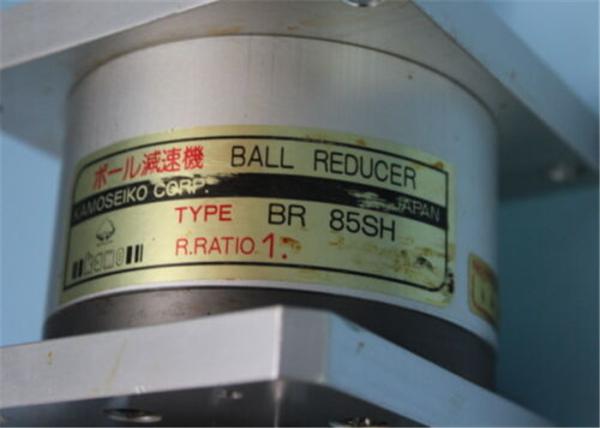 ボール減速機 BALL REDUCER
KAMOSEIKO CORP. JAPAN
TYPE BR 85SH
R.RATIO 1.